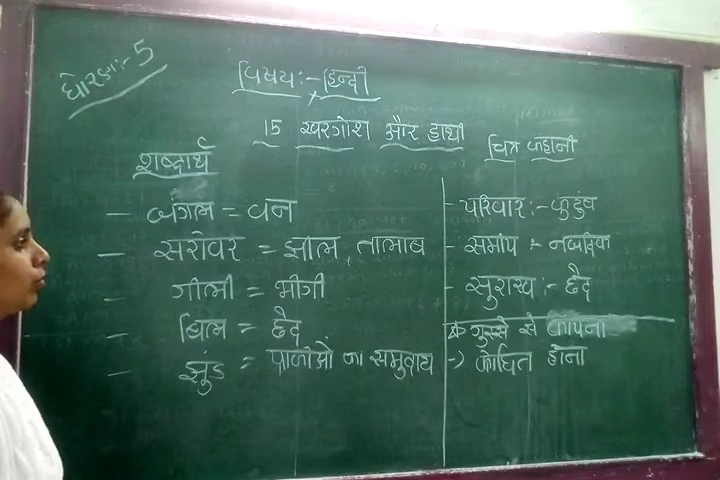 धोरण:- 5
विषय:- हिन्दी
15 खरगोश और हाथी
चित्र कहानी
शब्दार्थ
- जंगल = वन
- सरोवर = झील, तालाब
- गीली = भीगी
- बिल = छेद
- झुंड = प्राणीओ का समुदाय
- परिवार:- कुटुंब
- समीप :- नजदीक
- सुराख :- छेद
* गुस्से से कापना
-> क्रोधित होना